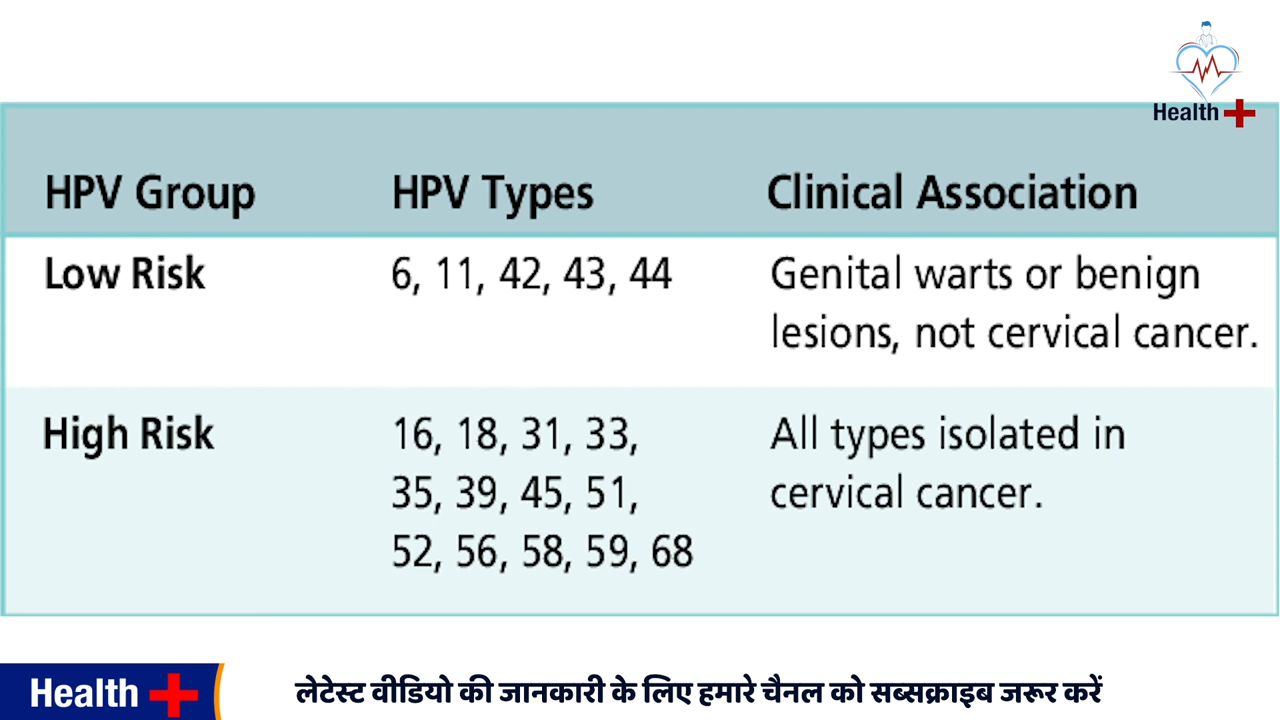 Health
HPV Group HPV Types Clinical Association
Low Risk 6, 11, 42, 43, 44 Genital warts or benign
lesions, not cervical cancer.
High Risk 16, 18, 31, 33, All types isolated in
35, 39, 45, 51, cervical cancer.
52, 56, 58, 59, 68
Health लेटेस्ट वीडियो की जानकारी के लिए हमारे चैनल को सब्सक्राइब जरूर करें